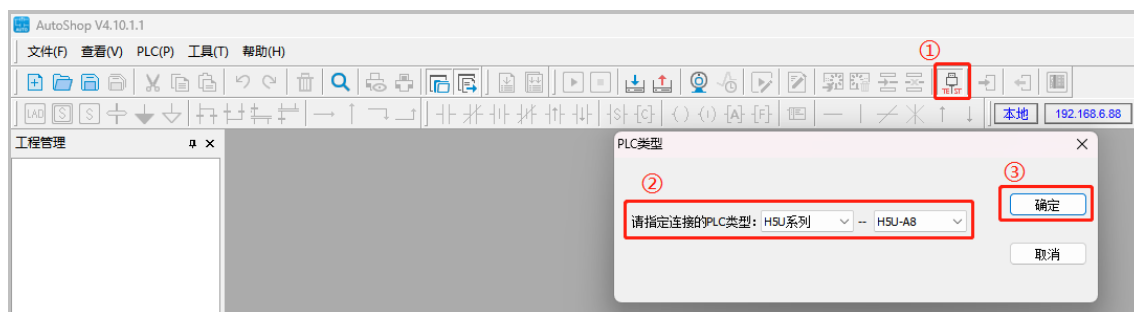 AutoShop V4.10.1.1
文件(F) 查看(V) PLC(P) 工具(T) 帮助(H)
①
TEST
LAD S S
S C A F
本地 192.168.6.88
工程管理
PLC类型
②
③
请指定连接的PLC类型: H5U系列 -- H5U-A8
确定
取消